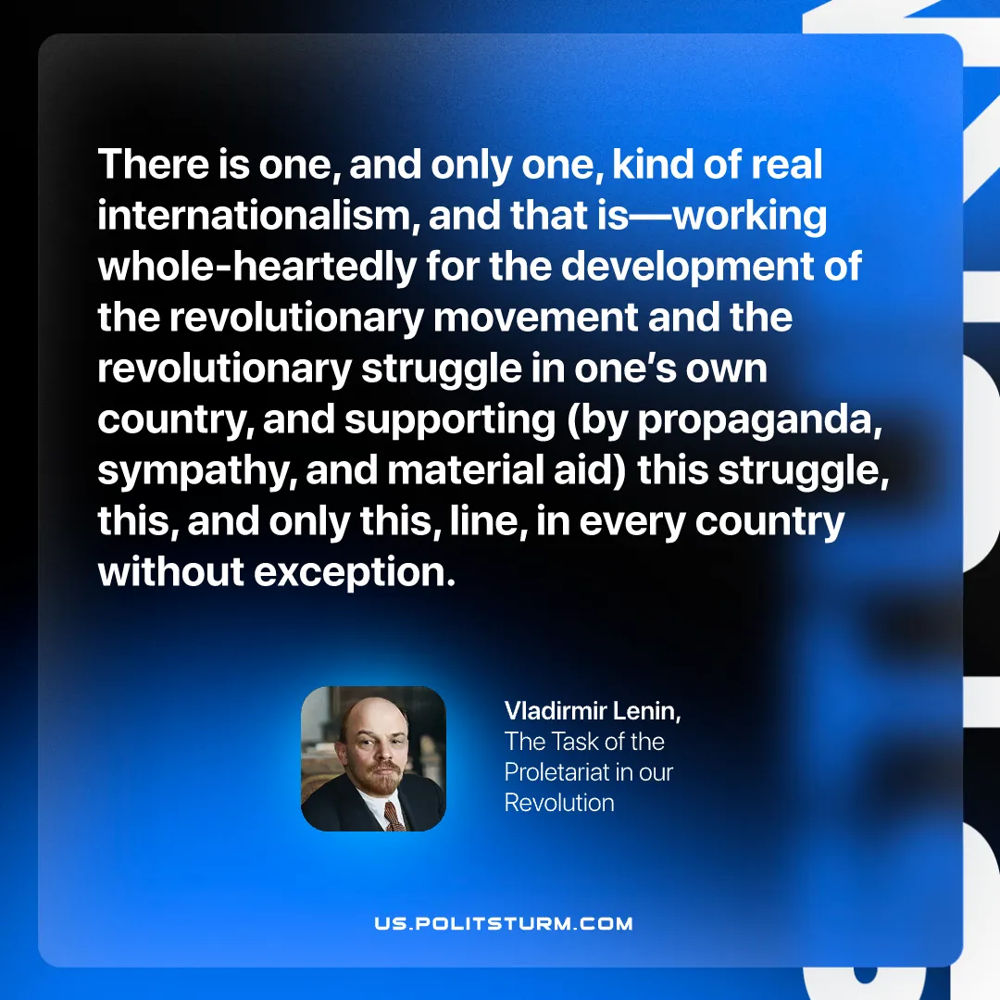 There is one, and only one, kind of real
internationalism, and that is—working
whole-heartedly for the development of
the revolutionary movement and the
revolutionary struggle in one’s own
country, and supporting (by propaganda,
sympathy, and material aid) this struggle,
this, and only this, line, in every country
without exception.
Vladirmir Lenin,
The Task of the
Proletariat in our
Revolution
US.POLITSTURM.COM